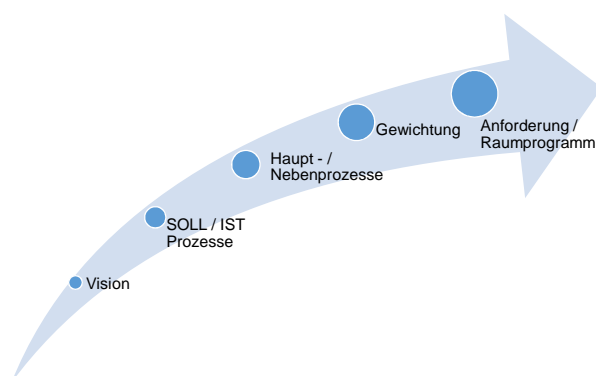 Vision
SOLL / IST
Prozesse
Haupt - /
Nebenprozesse
Gewichtung
Anforderung /
Raumprogramm